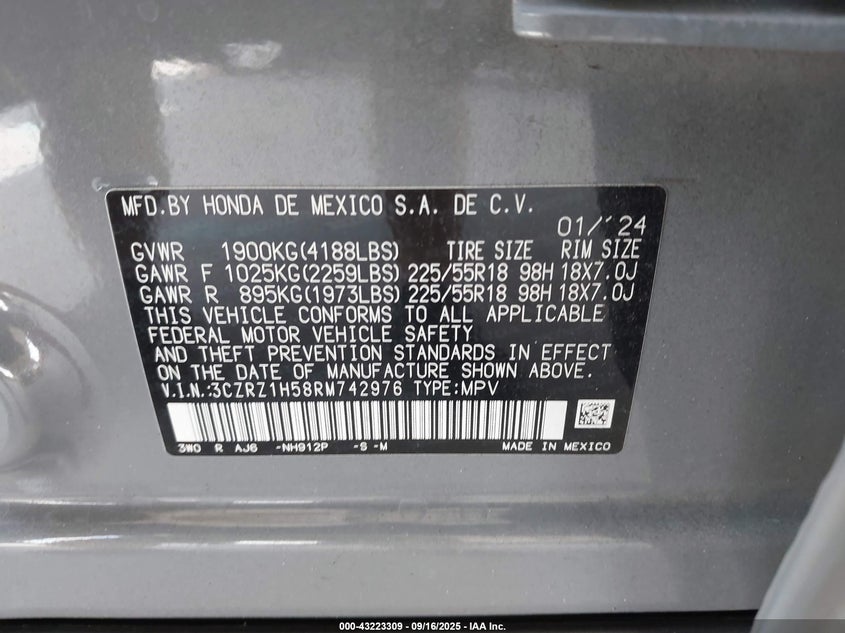 MFD.BY HONDA DE MEXICO S.A. DE C.V.
01/'24
GVWR 1900KG(4188LBS) TIRE SIZE RIM SIZE
GAWR F 1025KG(2259LBS) 225/55R18 98H 18X7.0J
GAWR R 895KG(1973LBS) 225/55R18 98H 18X7.0J
THIS VEHICLE CONFORMS TO ALL APPLICABLE
FEDERAL MOTOR VEHICLE SAFETY
AND THEFT PREVENTION STANDARDS IN EFFECT
ON THE DATE OF MANUFACTURE SHOWN ABOVE.
V.I.N.:3CZRZ1H58RM742976 TYPE:MPV
3W0 R AJ6 -NH912P -S -M MADE IN MEXICO
000-43223309 - 09/16/2025 - IAA Inc.